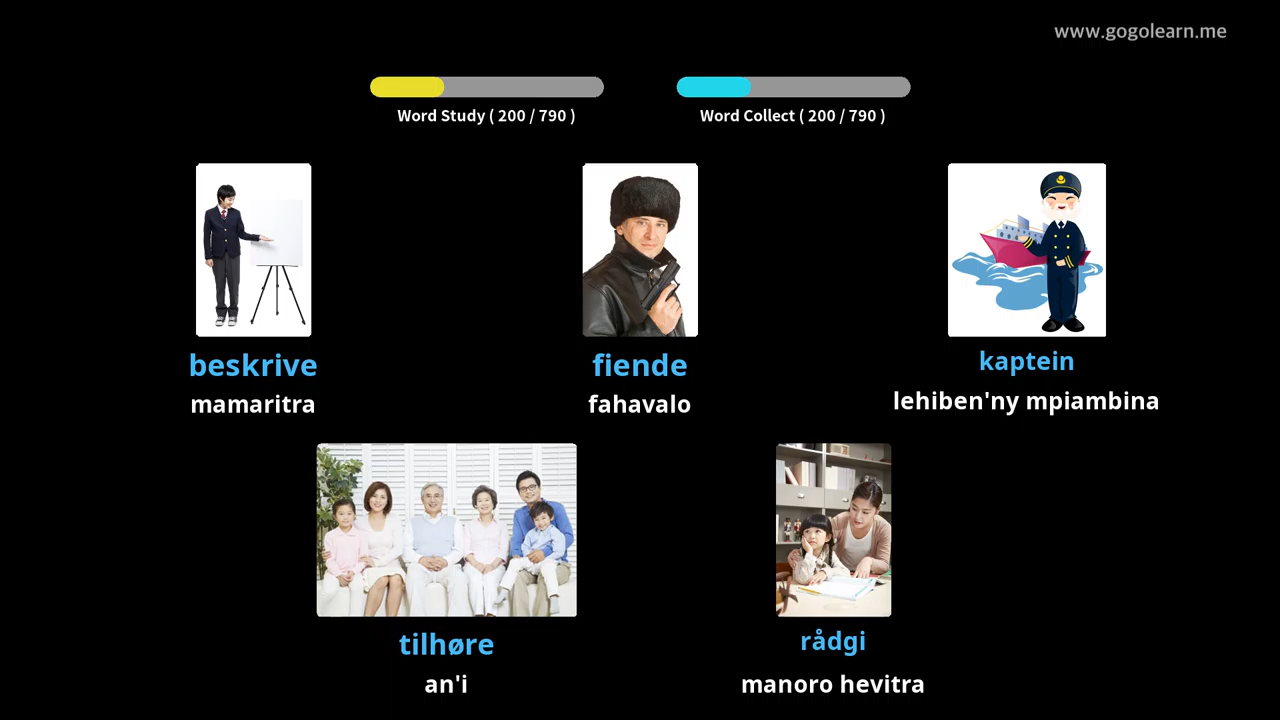 www.gogolearn.me
Word Study ( 200 / 790 )
Word Collect ( 200 / 790 )
beskrive
mamaritra
fiende
fahavalo
kaptein
lehiben'ny mpiambina
tilhøre
an'i
rådgi
manoro hevitra